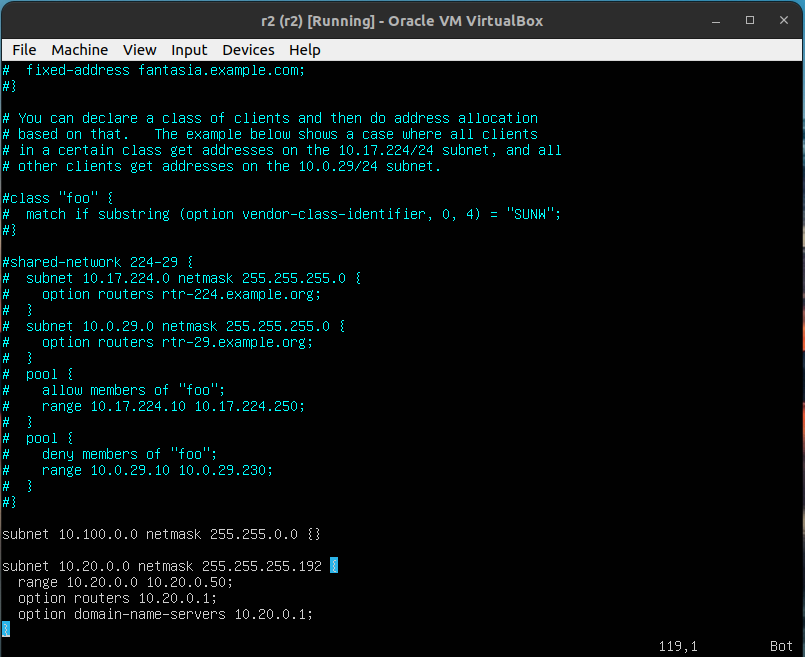 r2 (r2) [Running] - Oracle VM VirtualBox
File Machine View Input Devices Help
#  fixed-address fantasia.example.com;
#}
# You can declare a class of clients and then do address allocation
# based on that.   The example below shows a case where all clients
# in a certain class get addresses on the 10.17.224/24 subnet, and all
# other clients get addresses on the 10.0.29/24 subnet.
#class "foo" {
#  match if substring (option vendor-class-identifier, 0, 4) = "SUNW";
#}
#shared-network 224-29 {
#  subnet 10.17.224.0 netmask 255.255.255.0 {
#    option routers rtr-224.example.org;
#  }
#  subnet 10.0.29.0 netmask 255.255.255.0 {
#    option routers rtr-29.example.org;
#  }
#  pool {
#    allow members of "foo";
#    range 10.17.224.10 10.17.224.250;
#  }
#  pool {
#    deny members of "foo";
#    range 10.0.29.10 10.0.29.230;
#  }
#}
subnet 10.100.0.0 netmask 255.255.0.0 {}
subnet 10.20.0.0 netmask 255.255.255.192 {
  range 10.20.0.0 10.20.0.50;
  option routers 10.20.0.1;
  option domain-name-servers 10.20.0.1;
}
119,1 Bot